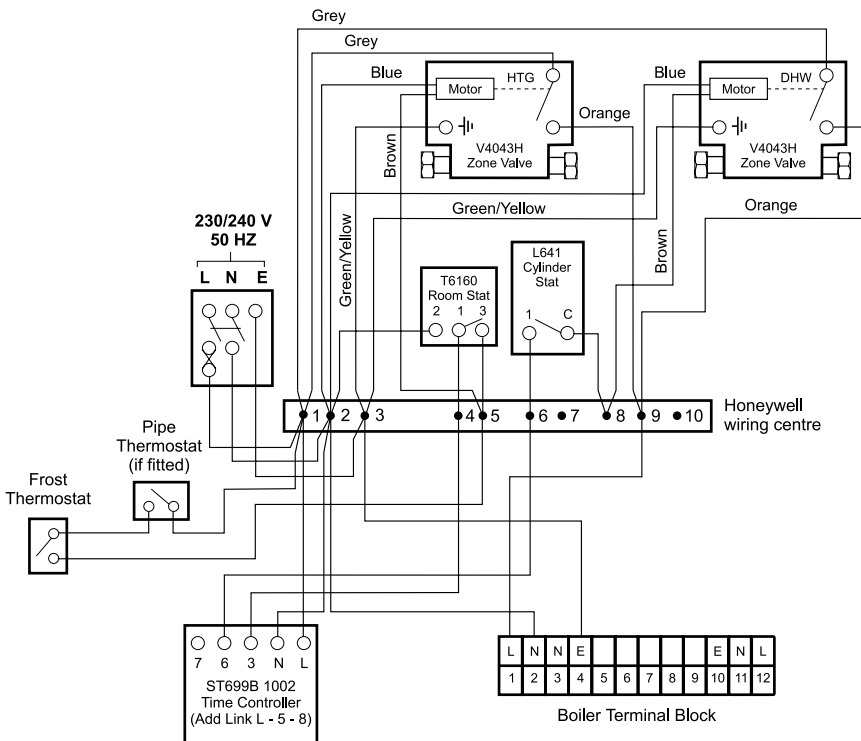 Grey
Grey
Blue
HTG
Motor
Orange
V4043H
Zone Valve
Brown
Green/Yellow
Blue
DHW
Motor
V4043H
Zone Valve
Green/Yellow
Brown
Orange
230/240 V
50 HZ
L N E
T6160
Room Stat
2 1 3
L641
Cylinder
Stat
1 C
1 2 3 4 5 6 7 8 9 10
Honeywell
wiring centre
Pipe
Thermostat
(if fitted)
Frost
Thermostat
7 6 3 N L
ST699B 1002
Time Controller
(Add Link L - 5 - 8)
L N N E E N L
1 2 3 4 5 6 7 8 9 10 11 12
Boiler Terminal Block